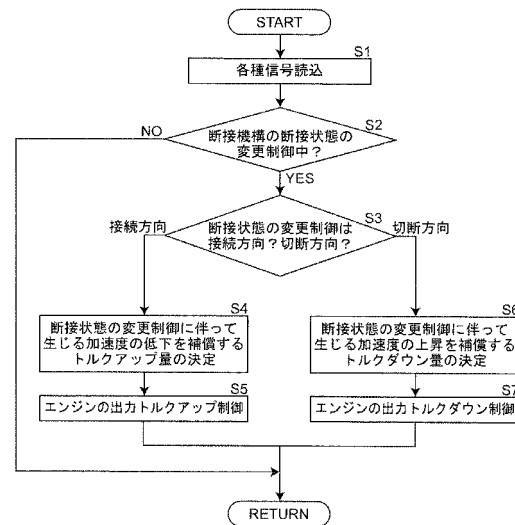 START
S1
各種信号読込
S2
NO
断接機構の断接状態の
変更制御中？
YES
S3
接続方向
断接状態の変更制御は
接続方向？切断方向？
切断方向
S4
断接状態の変更制御に伴って
生じる加速度の低下を補償する
トルクアップ量の決定
S6
断接状態の変更制御に伴って
生じる加速度の上昇を補償する
トルクダウン量の決定
S5
エンジンの出力トルクアップ制御
S7
エンジンの出力トルクダウン制御
RETURN